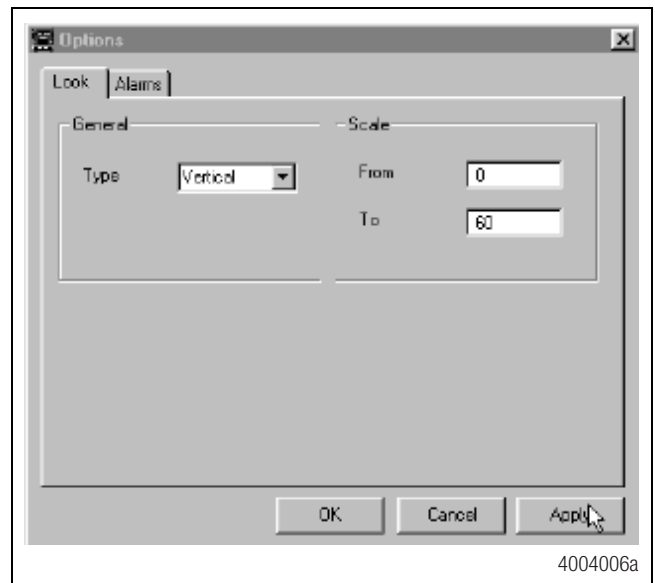 Options
Look Alarms
General
Scale
Type Vertical
From 0
To 60
OK Cancel Apply
4004006a